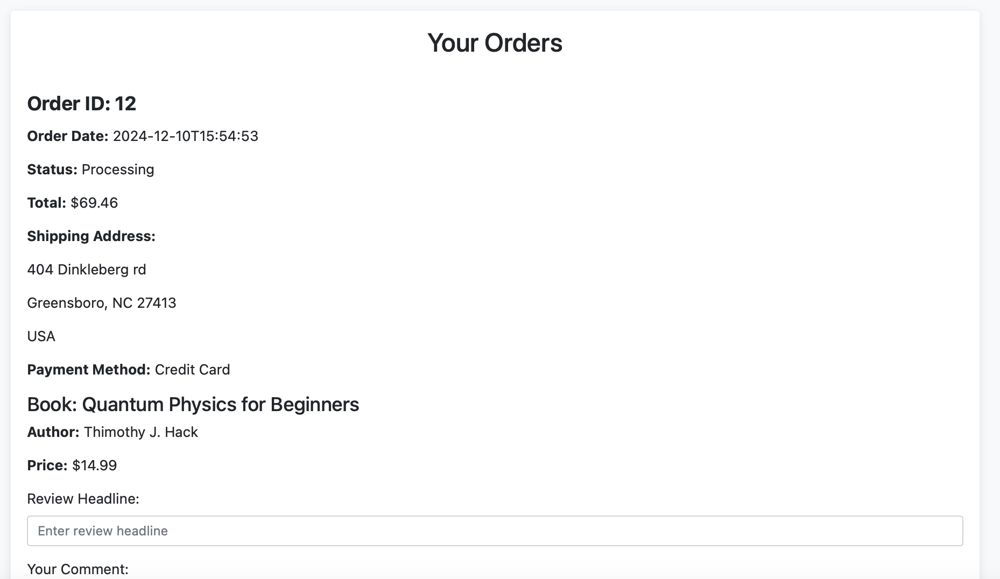 Your Orders
Order ID: 12
Order Date: 2024-12-10T15:54:53
Status: Processing
Total: $69.46
Shipping Address:
404 Dinkleberg rd
Greensboro, NC 27413
USA
Payment Method: Credit Card
Book: Quantum Physics for Beginners
Author: Thimothy J. Hack
Price: $14.99
Review Headline:
Enter review headline
Your Comment: